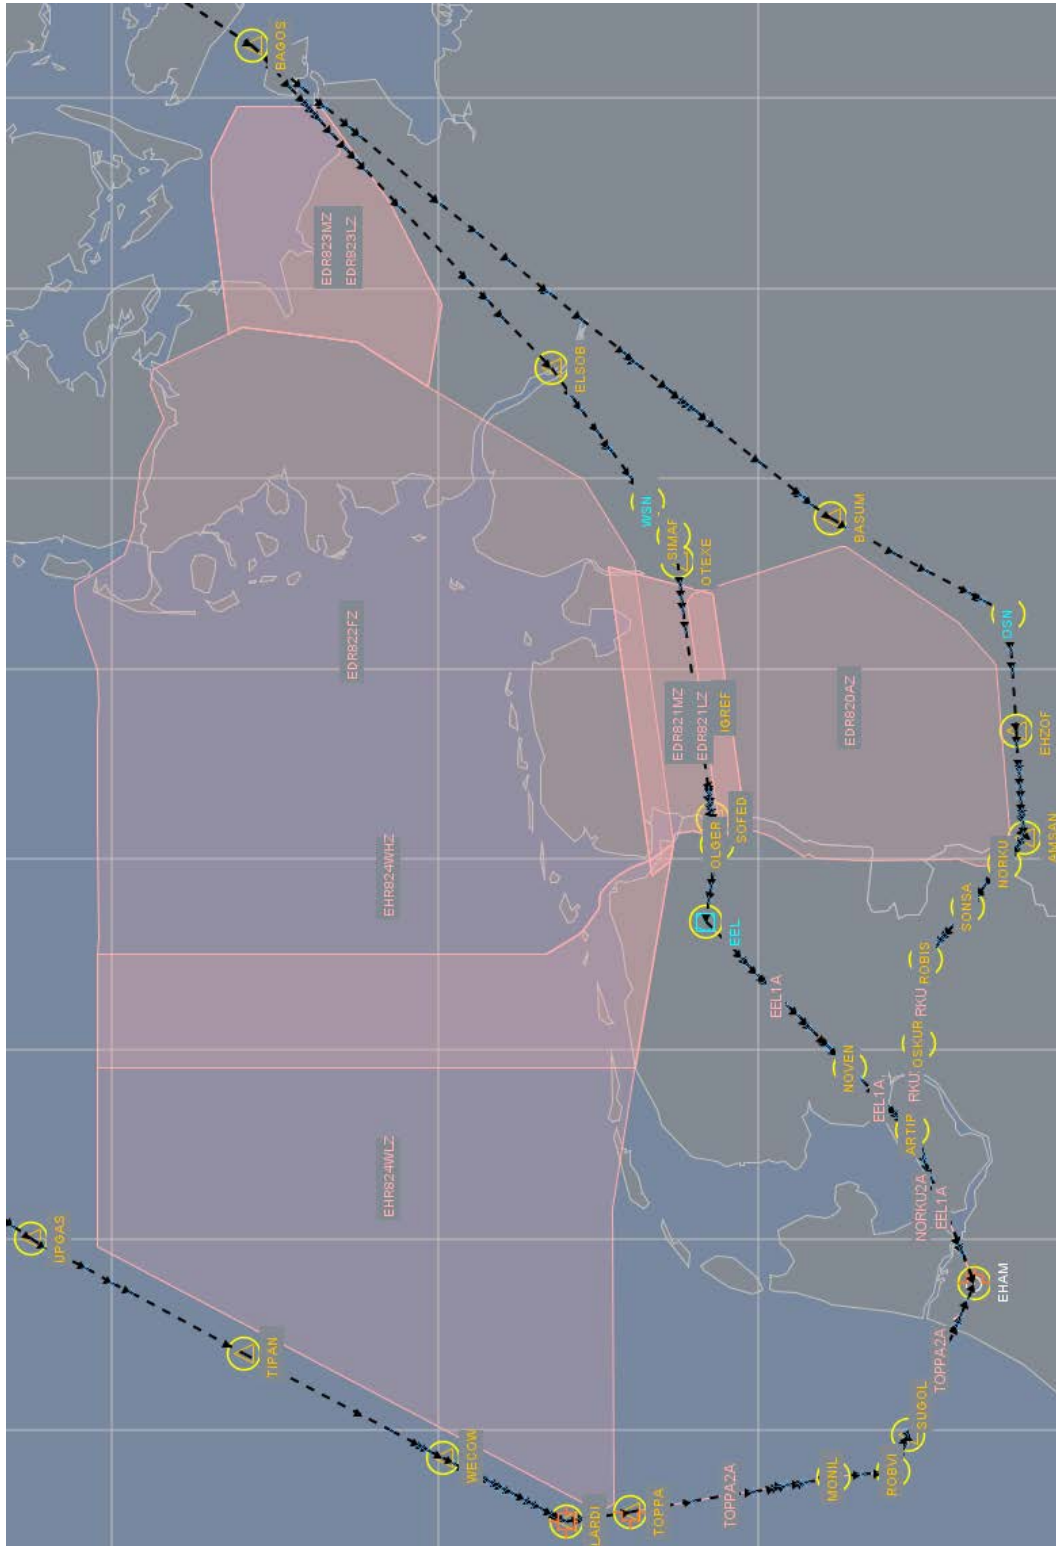 BAGOS
EDR823MZ
EDR823LZ
ELSOB
WSN
SIMAF
OTEXE
BASUM
DSN
EDR822FZ
EDR821MZ
EDR821LZ
IGREF
EDR820AZ
EHZOF
OLGER
SOFED
AMSAN
NORKU
EHR824WHZ
EEL
SONSA
ROBIS
EEL1A
RKU
OSKUR
NOVEN
RKU
EEL1A
ARTIP
EHR824WLZ
NORKU2A
EEL1A
UPGAS
EHAM
TIPAN
TOPPA2A
SUGOL
WECOW
ROBVI
MONIL
TOPPA2A
TOPPA
LARDI